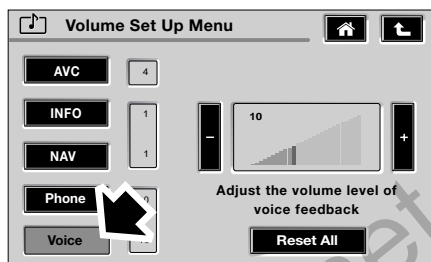 Volume Set Up Menu
AVC
4
INFO
1
10
-
+
NAV
1
Phone
0
Adjust the volume level of
voice feedback
Voice
Reset All